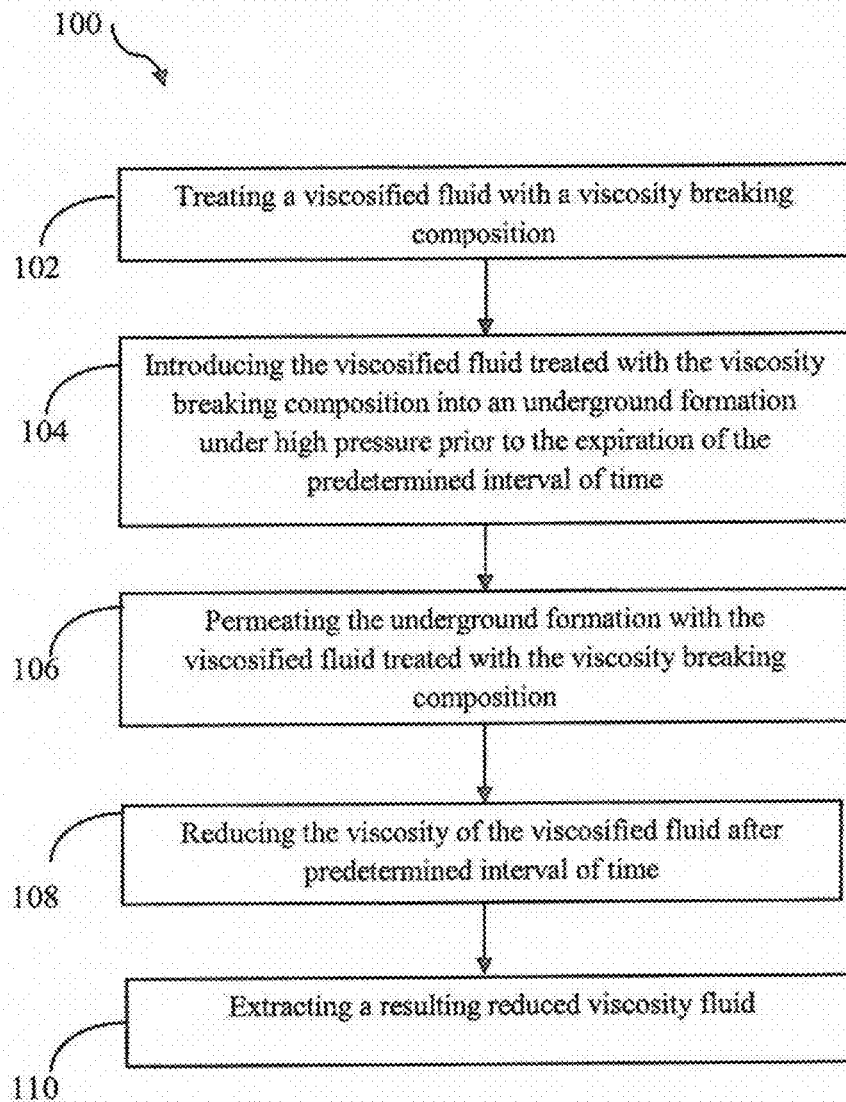 100
Treating a viscosified fluid with a viscosity breaking
composition
102
Introducing the viscosified fluid treated with the viscosity
breaking composition into an underground formation
under high pressure prior to the expiration of the
predetermined interval of time
104
Permeating the underground formation with the
viscosified fluid treated with the viscosity breaking
composition
106
Reducing the viscosity of the viscosified fluid after
predetermined interval of time
108
Extracting a resulting reduced viscosity fluid
110